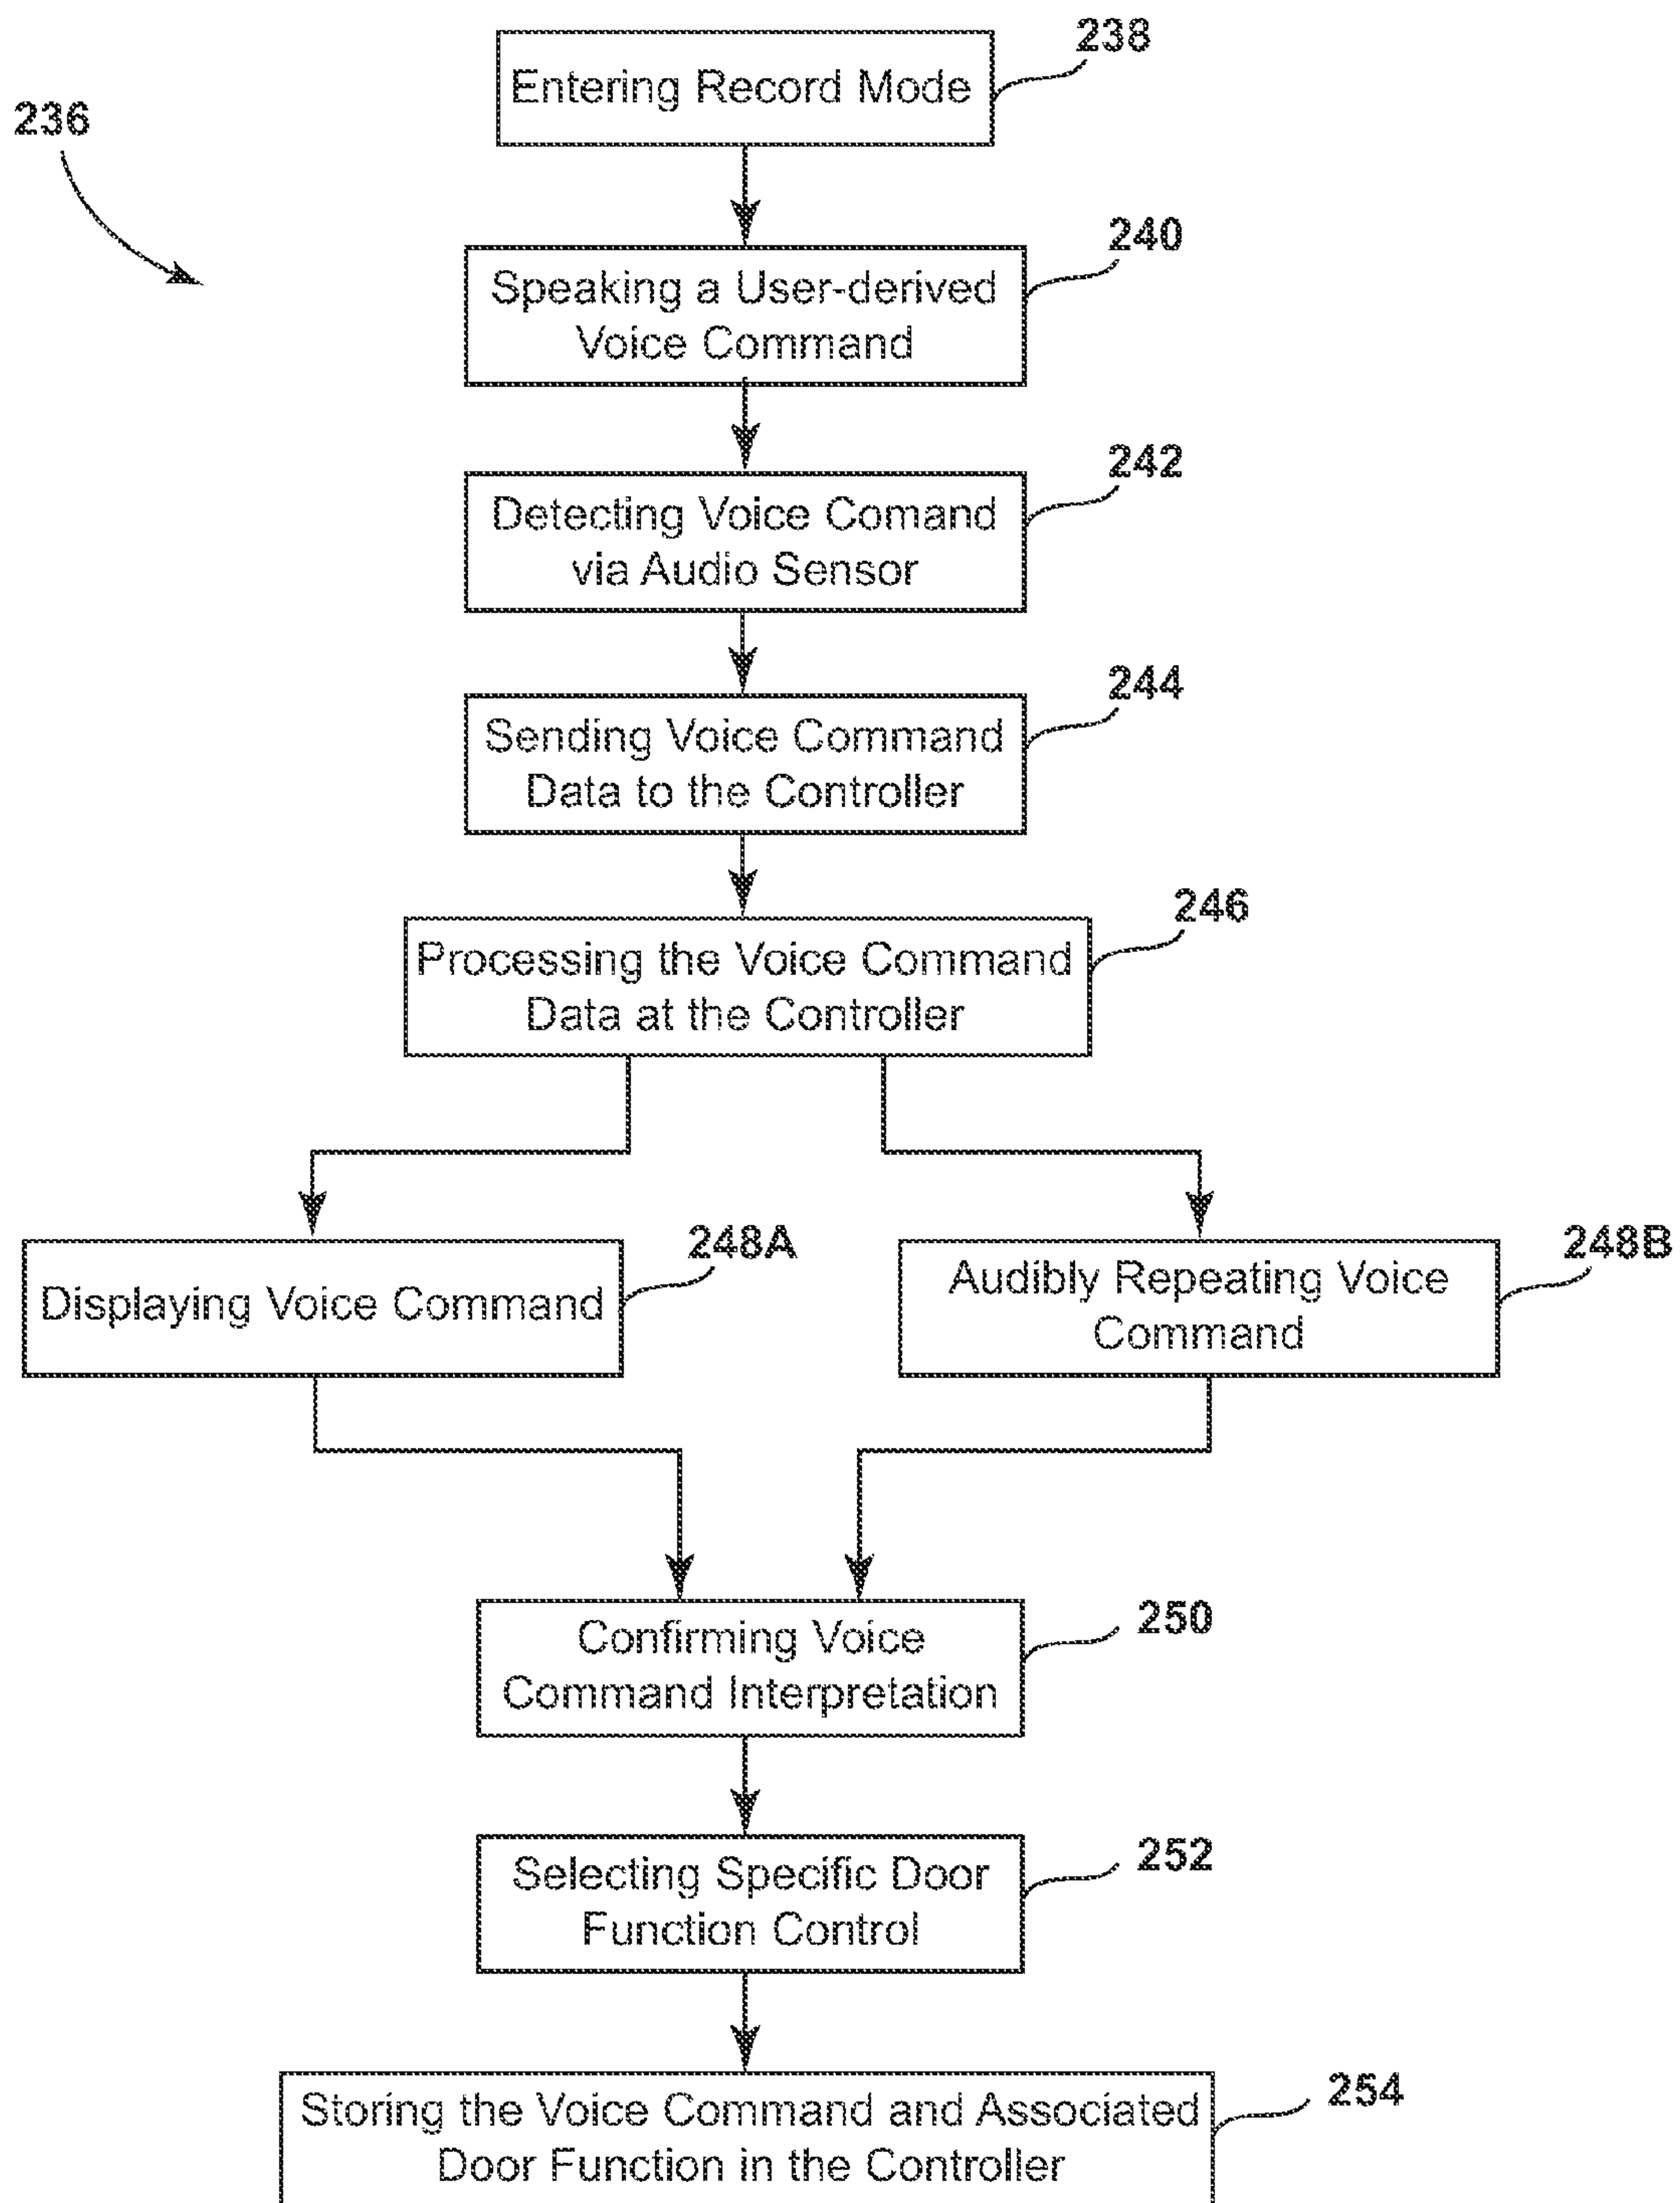 238
Entering Record Mode
236
240
Speaking a User-derived
Voice Command
242
Detecting Voice Comand
via Audio Sensor
244
Sending Voice Command
Data to the Controller
246
Processing the Voice Command
Data at the Controller
248A
Displaying Voice Command
248B
Audibly Repeating Voice
Command
250
Confirming Voice
Command Interpretation
252
Selecting Specific Door
Function Control
254
Storing the Voice Command and Associated
Door Function in the Controller